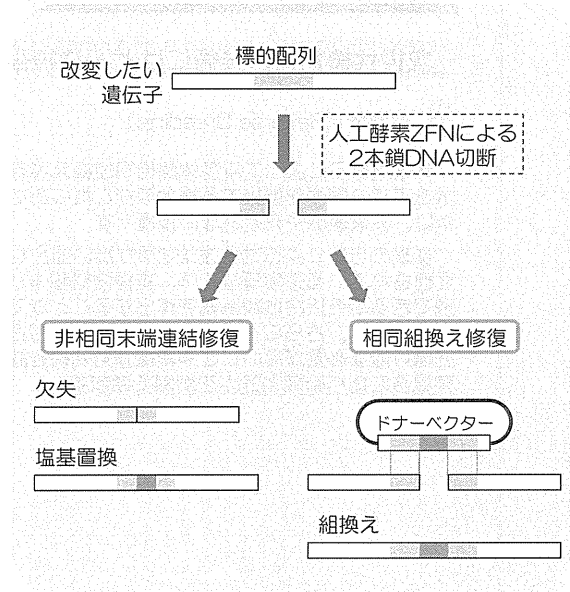 標的配列
改変したい
遺伝子
人工酵素ZFNによる
2本鎖DNA切断
非相同末端連結修復
相同組換え修復
欠失
ドナーベクター
塩基置換
組換え